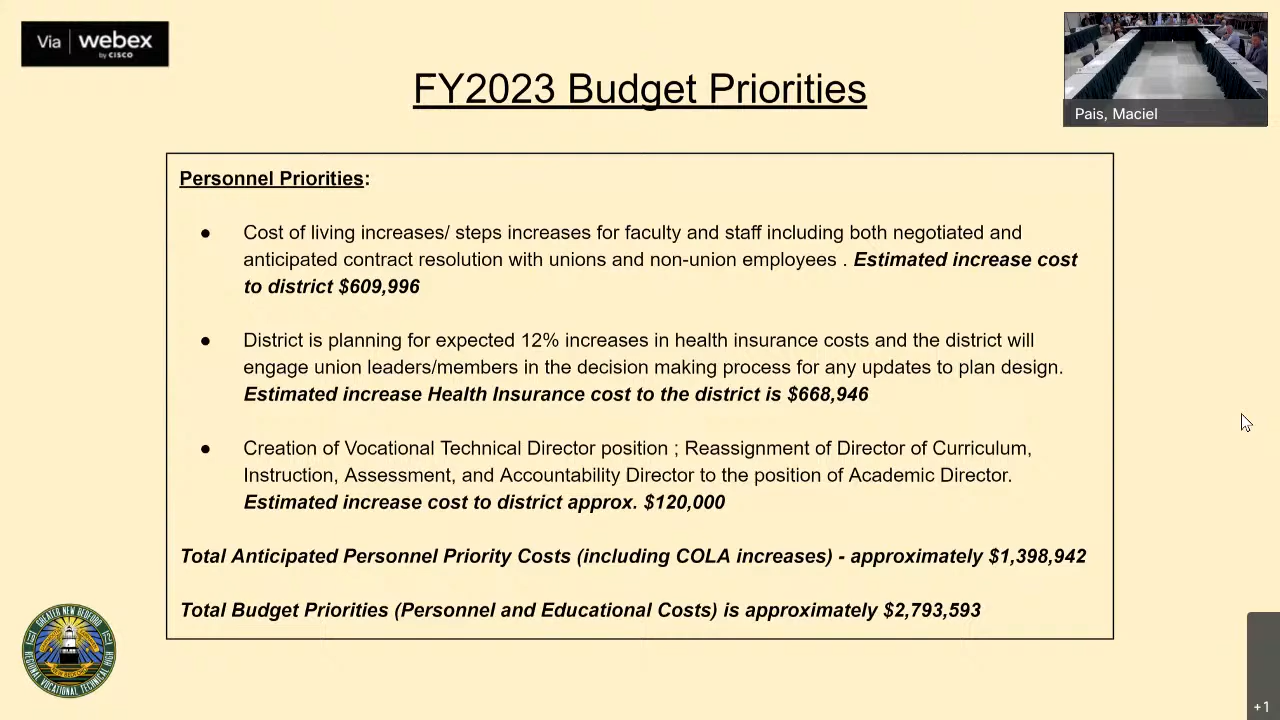 Via webex
by CISCO
FY2023 Budget Priorities
Pais, Maciel
Personnel Priorities:
● Cost of living increases/ steps increases for faculty and staff including both negotiated and
anticipated contract resolution with unions and non-union employees . Estimated increase cost
to district $609,996
● District is planning for expected 12% increases in health insurance costs and the district will
engage union leaders/members in the decision making process for any updates to plan design.
Estimated increase Health Insurance cost to the district is $668,946
● Creation of Vocational Technical Director position ; Reassignment of Director of Curriculum,
Instruction, Assessment, and Accountability Director to the position of Academic Director.
Estimated increase cost to district approx. $120,000
Total Anticipated Personnel Priority Costs (including COLA increases) - approximately $1,398,942
Total Budget Priorities (Personnel and Educational Costs) is approximately $2,793,593
GREATER NEW BEDFORD
REGIONAL VOCATIONAL TECHNICAL HIGH
+1